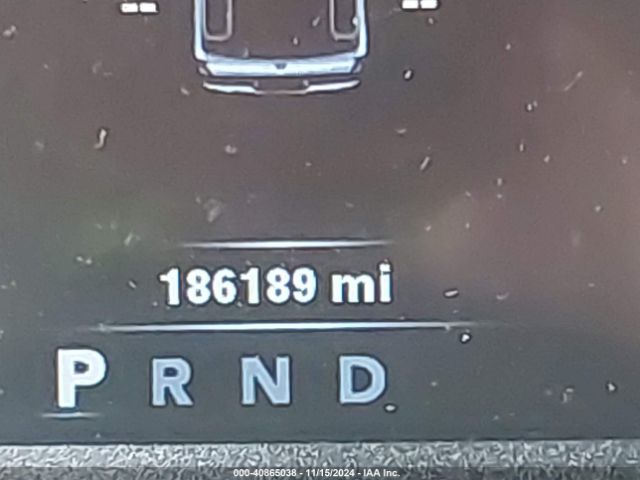 -- --
186189 mi
P R N D
000-40865038 - 11/15/2024 - IAA Inc.